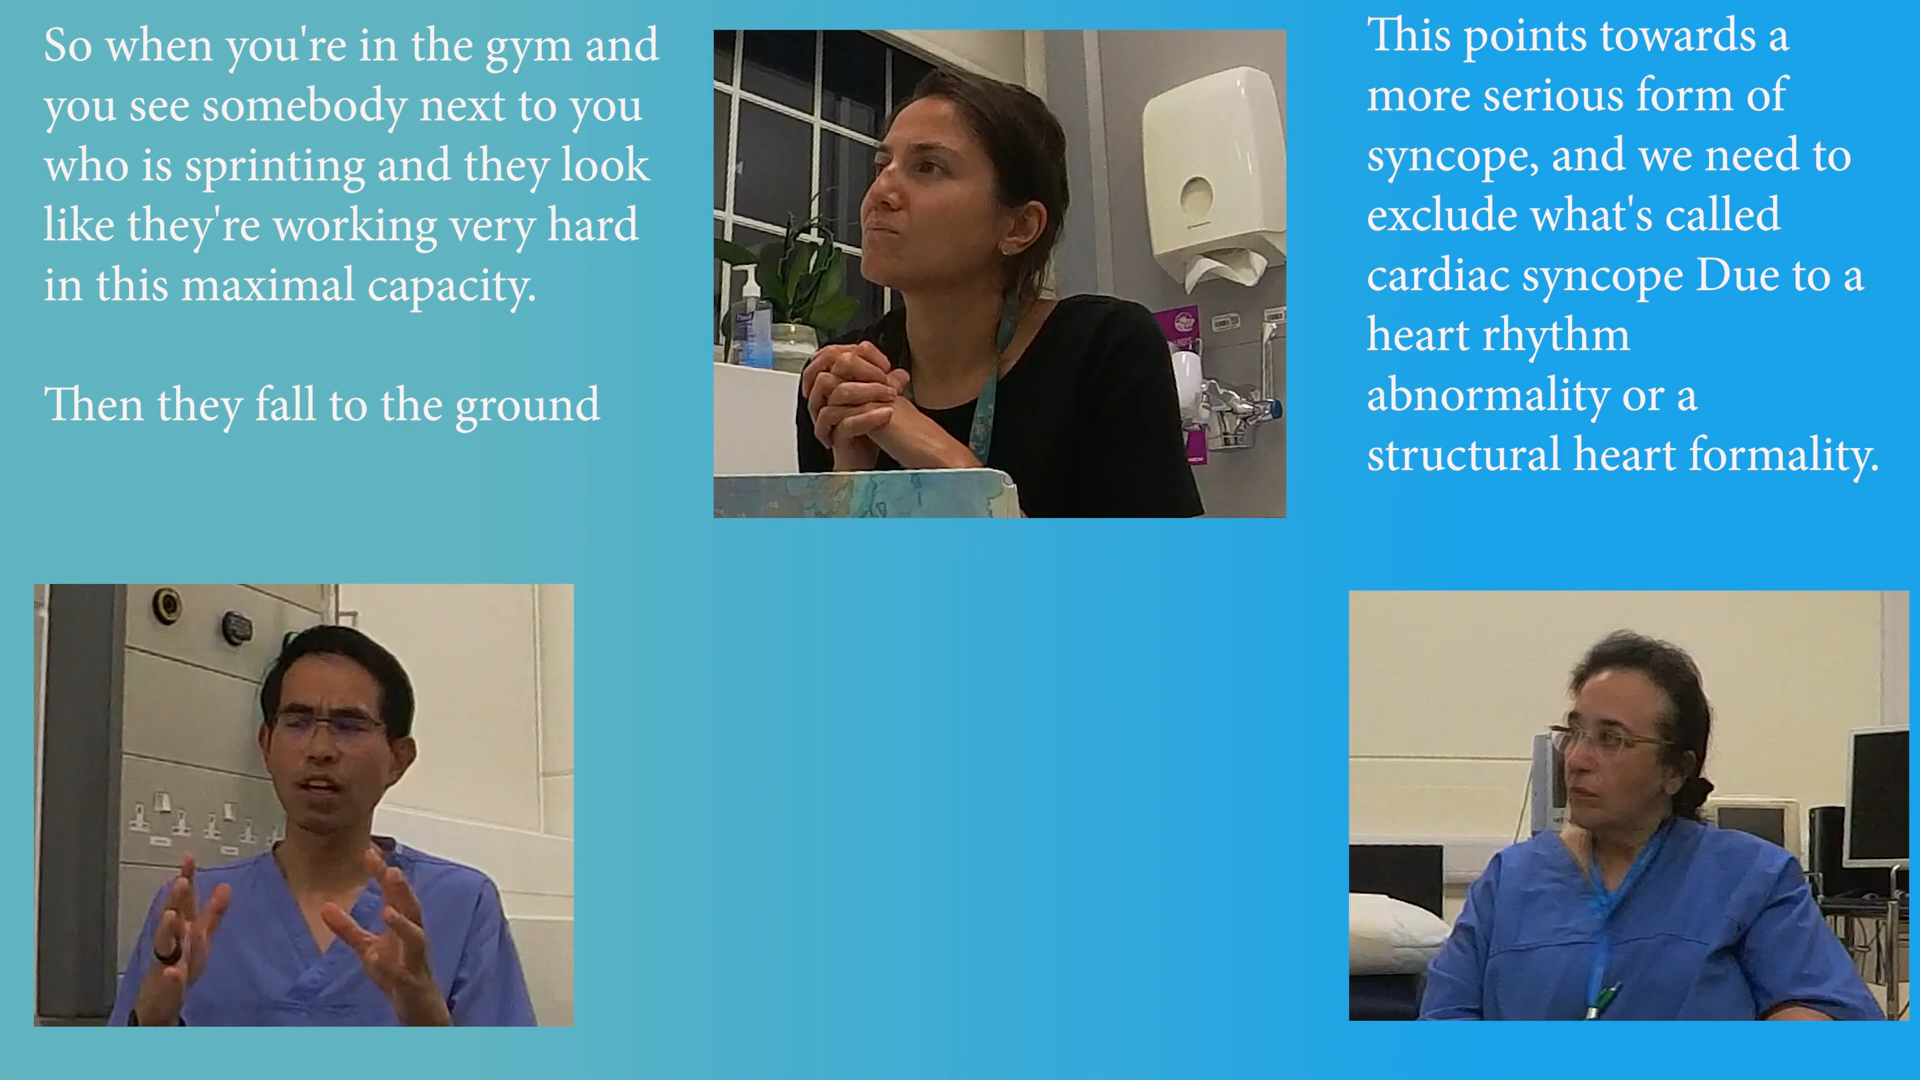 So when you're in the gym and
you see somebody next to you
who is sprinting and they look
like they're working very hard
in this maximal capacity.
Then they fall to the ground
This points towards a
more serious form of
syncope, and we need to
exclude what's called
cardiac syncope Due to a
heart rhythm
abnormality or a
structural heart formality.